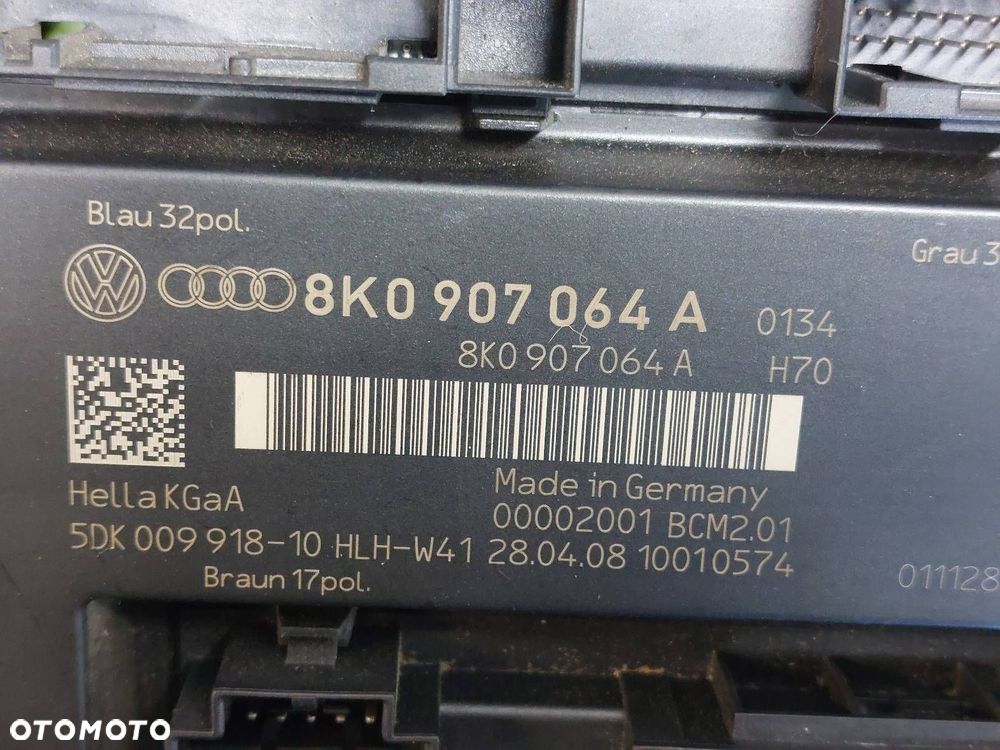 Blau 32pol.
Grau 3
8K0 907 064 A 0134
8K0 907 064 A H70
Hella KGaA
Made in Germany
00002001 BCM2.01
5DK 009 918-10 HLH-W41 28.04.08 10010574
Braun 17pol.
011128
OTOMOTO
OTOMOTO